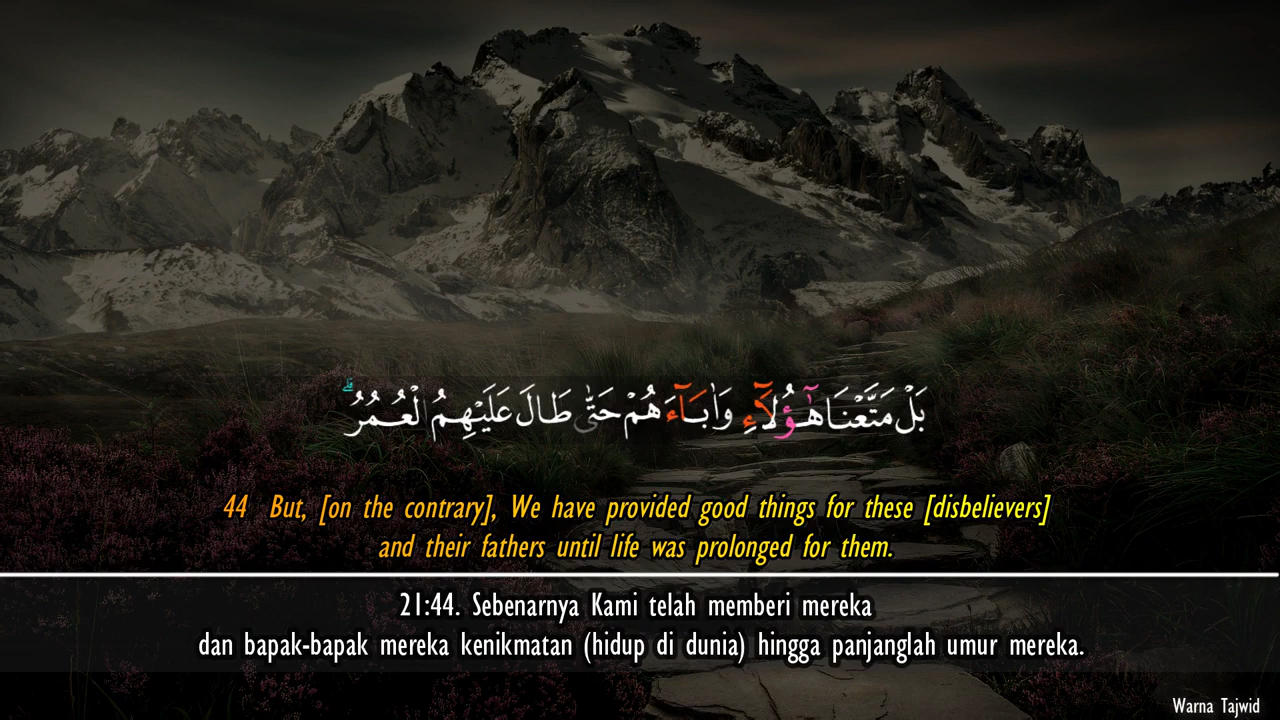 بَلْ مَتَّعْنَا هَٰٓؤُلَآءِ وَءَابَآءَهُمْ حَتَّىٰ طَالَ عَلَيْهِمُ ٱلْعُمُرُ ۗ
44 But, [on the contrary], We have provided good things for these [disbelievers]
and their fathers until life was prolonged for them.
21:44. Sebenarnya Kami telah memberi mereka
dan bapak-bapak mereka kenikmatan (hidup di dunia) hingga panjanglah umur mereka.
Warna Tajwid